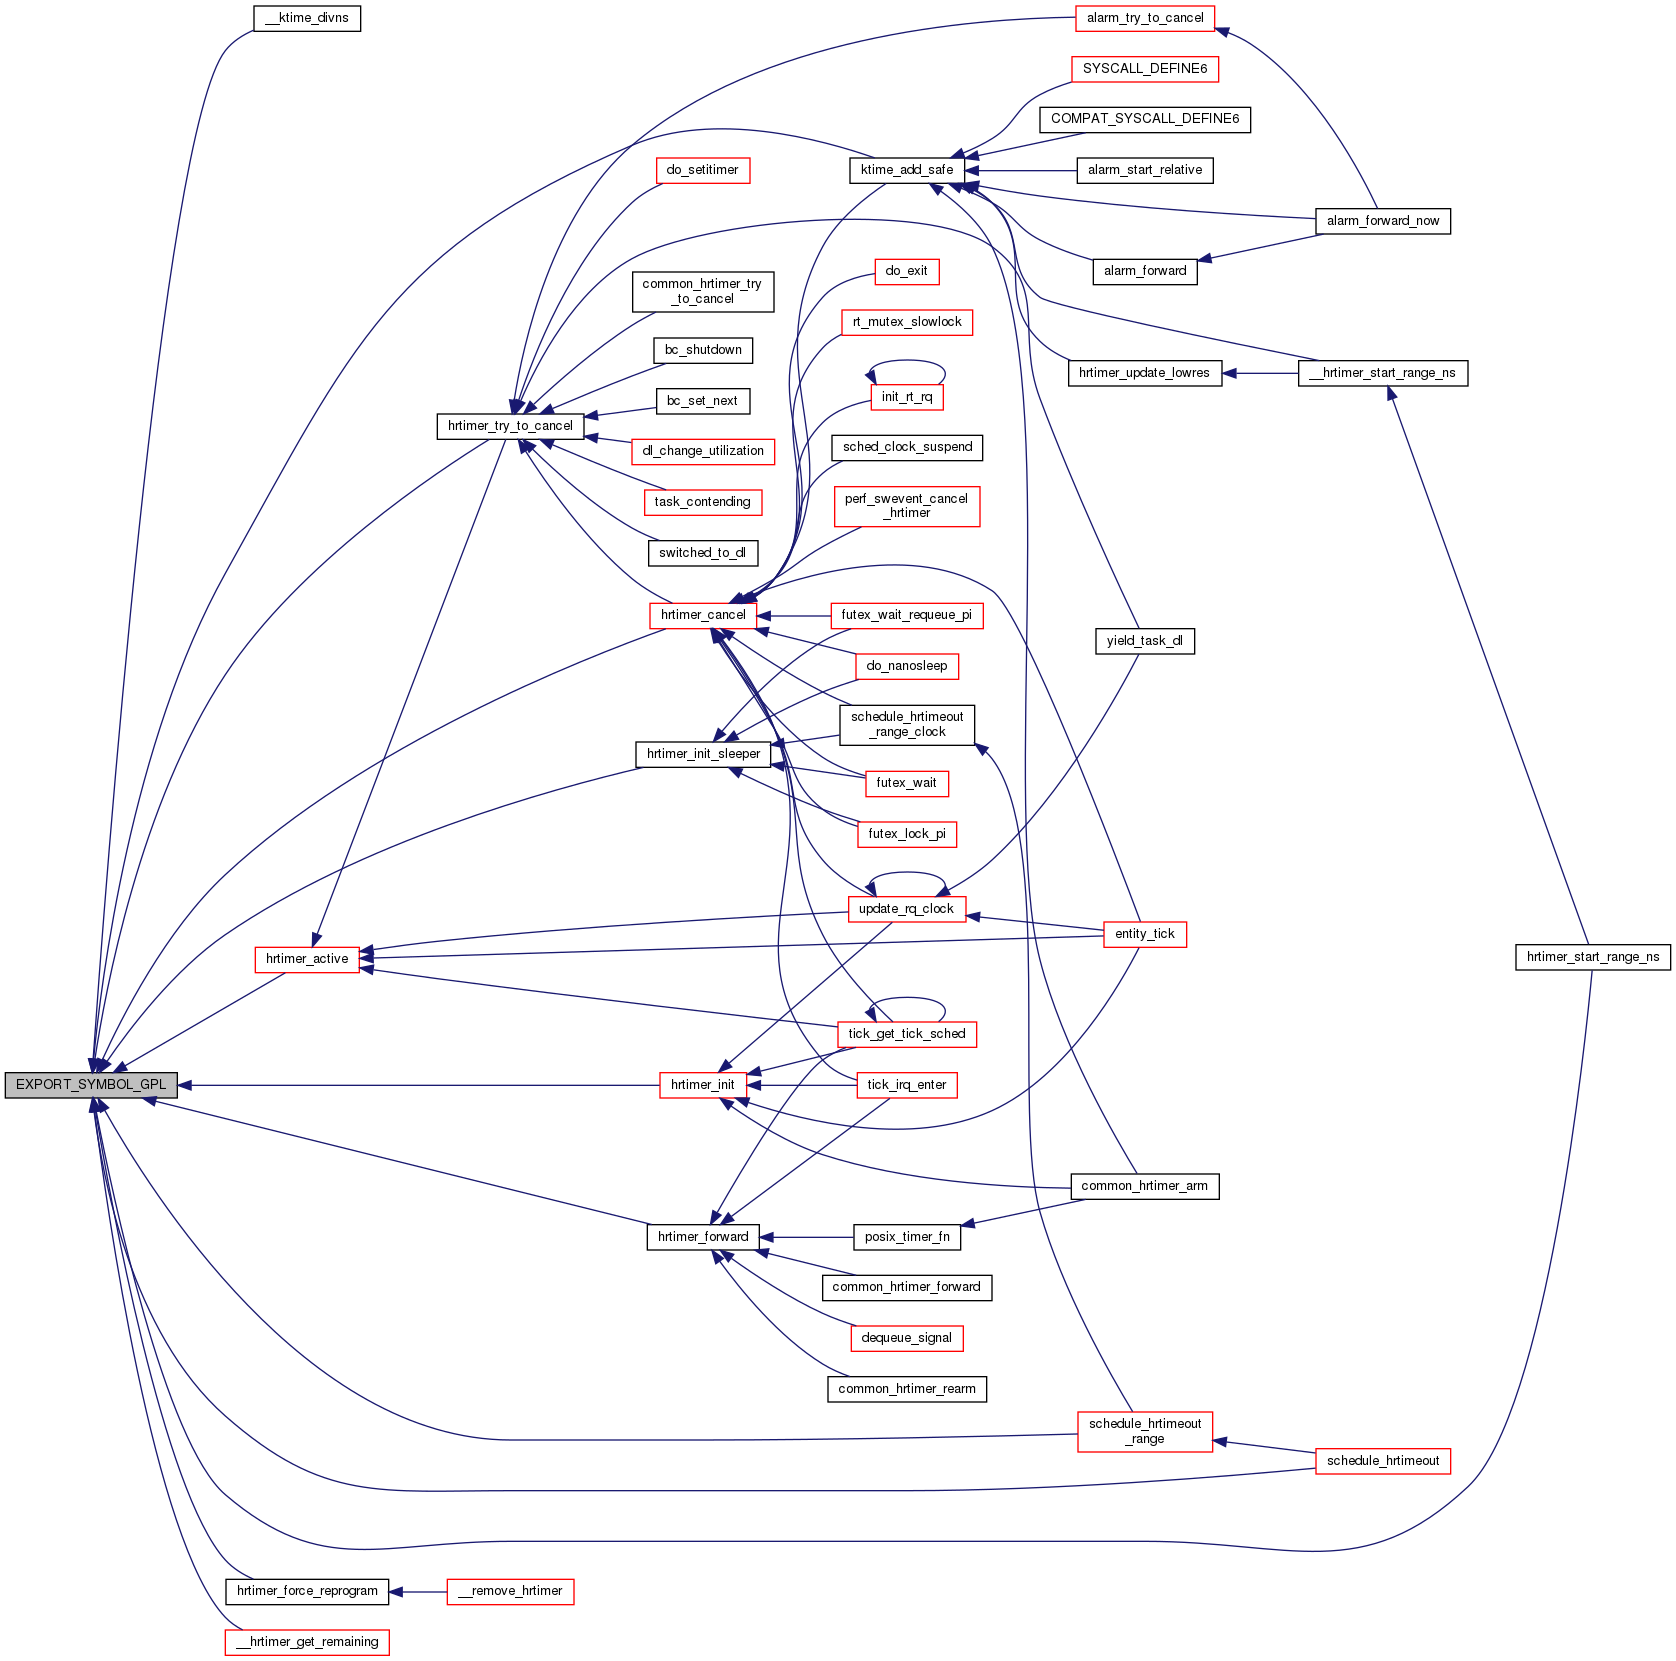 __ktime_divns
alarm_try_to_cancel
SYSCALL_DEFINE6
COMPAT_SYSCALL_DEFINE6
do_setitimer
ktime_add_safe
alarm_start_relative
alarm_forward_now
alarm_forward
do_exit
common_hrtimer_try
_to_cancel
rt_mutex_slowlock
bc_shutdown
hrtimer_update_lowres
__hrtimer_start_range_ns
bc_set_next
init_rt_rq
hrtimer_try_to_cancel
sched_clock_suspend
dl_change_utilization
task_contending
perf_swevent_cancel
_hrtimer
switched_to_dl
hrtimer_cancel
futex_wait_requeue_pi
yield_task_dl
do_nanosleep
schedule_hrtimeout
_range_clock
hrtimer_init_sleeper
futex_wait
futex_lock_pi
update_rq_clock
entity_tick
hrtimer_active
hrtimer_start_range_ns
tick_get_tick_sched
EXPORT_SYMBOL_GPL
hrtimer_init
tick_irq_enter
common_hrtimer_arm
hrtimer_forward
posix_timer_fn
common_hrtimer_forward
dequeue_signal
common_hrtimer_rearm
schedule_hrtimeout
_range
schedule_hrtimeout
hrtimer_force_reprogram
__remove_hrtimer
__hrtimer_get_remaining